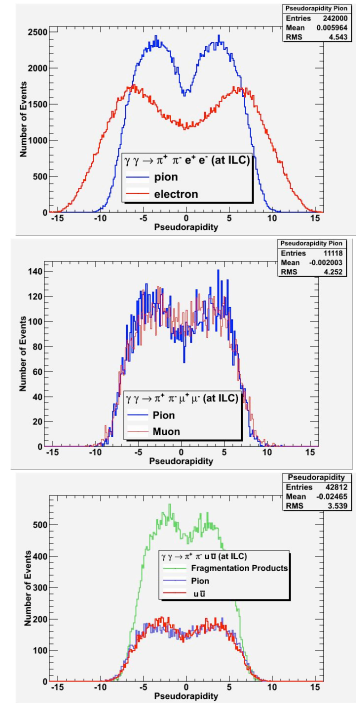 Pseudorapidity Pion
Entries 242000
Mean 0.005964
RMS 4.543
Number of Events
2500
2000
1500
1000
500
0
γ γ → π⁺ π⁻ e⁺ e⁻ (at ILC)
pion
electron
-15 -10 -5 0 5 10 15
Pseudorapidity
Pseudorapidity Pion
Entries 11118
Mean -0.002003
RMS 4.252
Number of Events
140
120
100
80
60
40
20
0
γ γ → π⁺ π⁻ μ⁺ μ⁻ (at ILC)
Pion
Muon
-15 -10 -5 0 5 10 15
Pseudorapidity
Pseudorapidity
Entries 42812
Mean -0.02465
RMS 3.539
Number of Events
500
400
300
200
100
0
γ γ → π⁺ π⁻ u ū (at ILC)
Fragmentation Products
Pion
u ū
-15 -10 -5 0 5 10 15
Pseudorapidity